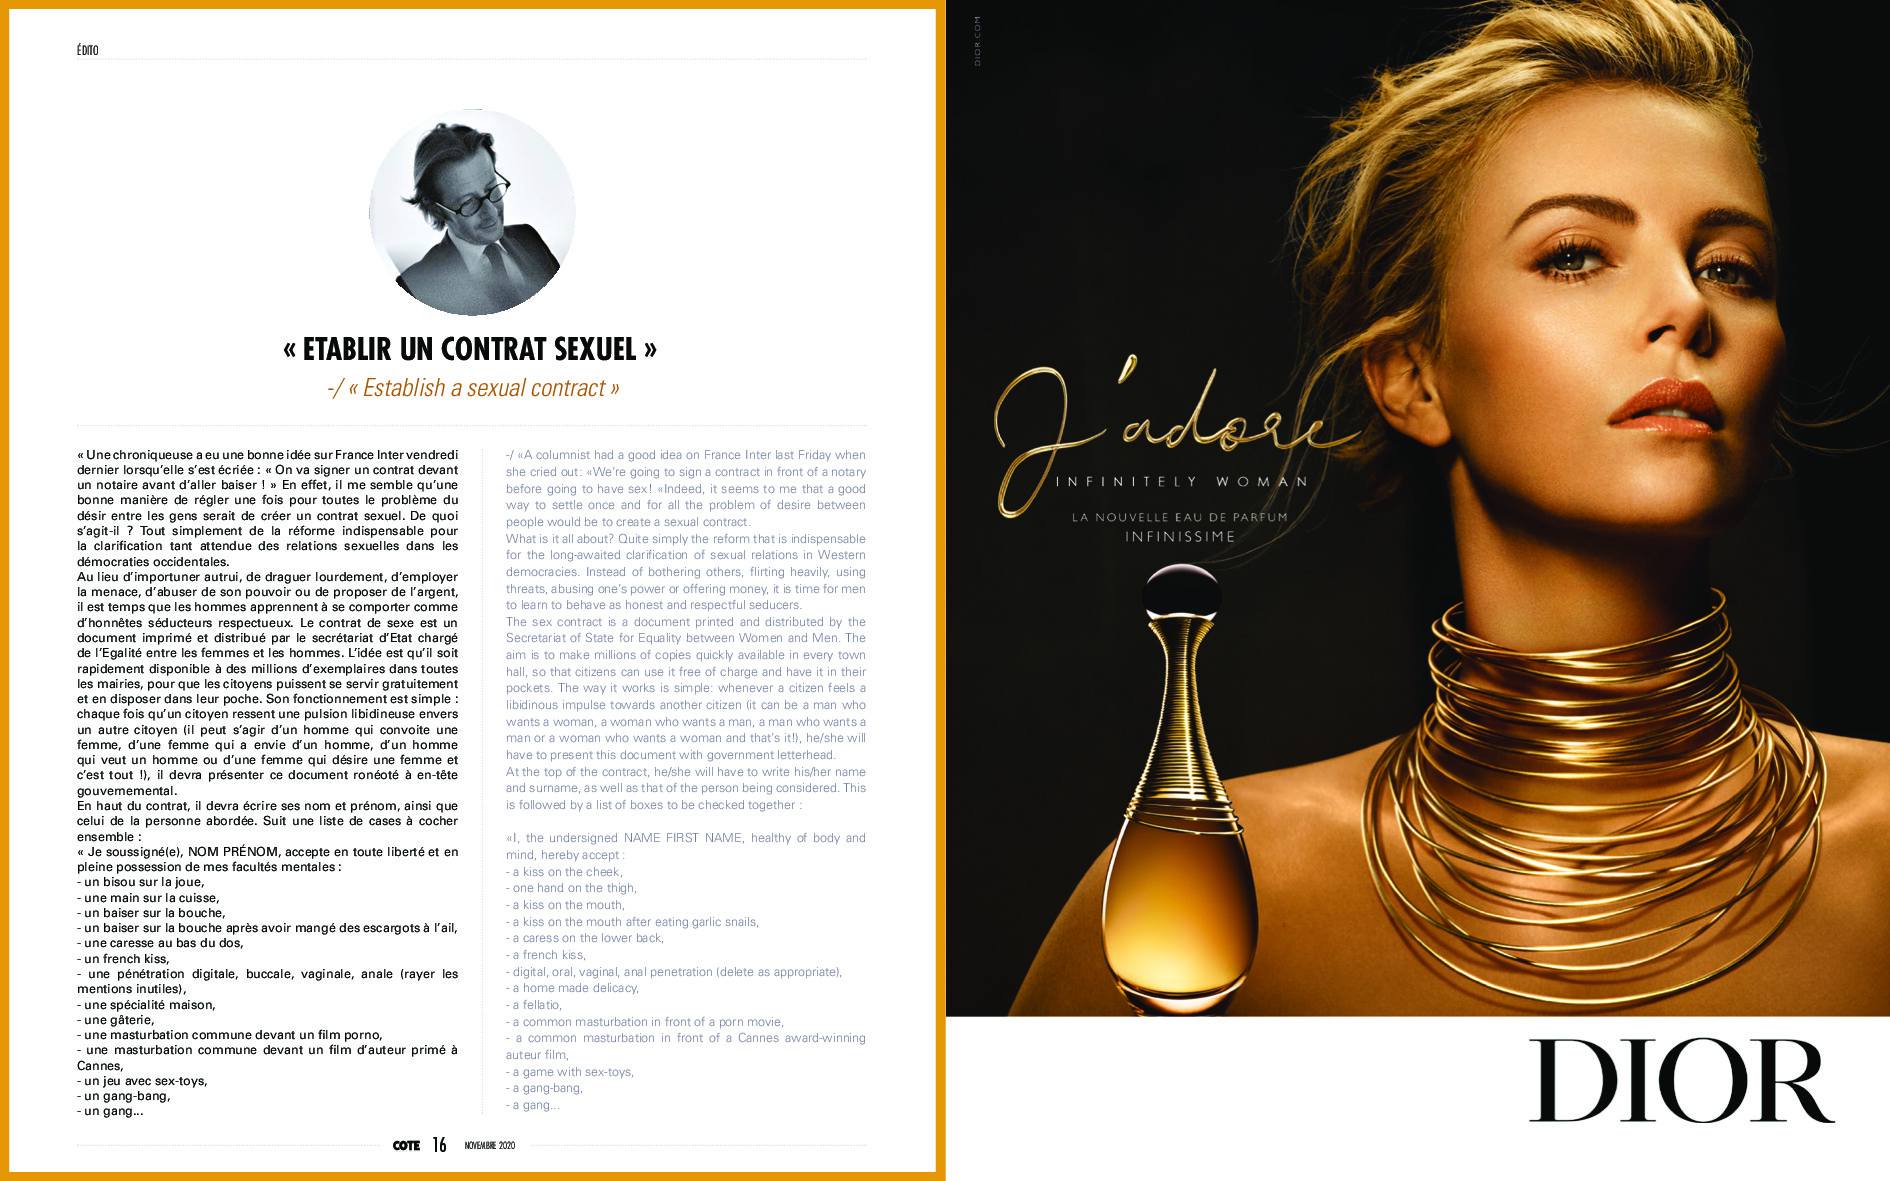 ÉDITO
« ETABLIR UN CONTRAT SEXUEL »
-/ « Establish a sexual contract »
« Une chroniqueuse a eu une bonne idée sur France Inter vendredi
dernier lorsqu'elle s'est écriée : « On va signer un contrat devant
un notaire avant d'aller baiser ! » En effet, il me semble qu'une
bonne manière de régler une fois pour toutes le problème du
désir entre les gens serait de créer un contrat sexuel. De quoi
s'agit-il ? Tout simplement de la réforme indispensable pour
la clarification tant attendue des relations sexuelles dans les
démocraties occidentales.
Au lieu d'importuner autrui, de draguer lourdement, d'employer
la menace, d'abuser de son pouvoir ou de proposer de l'argent,
il est temps que les hommes apprennent à se comporter comme
d'honnêtes séducteurs respectueux. Le contrat de sexe est un
document imprimé et distribué par le secrétariat d'Etat chargé
de l'Egalité entre les femmes et les hommes. L'idée est qu'il soit
rapidement disponible à des millions d'exemplaires dans toutes
les mairies, pour que les citoyens puissent se servir gratuitement
et en disposer dans leur poche. Son fonctionnement est simple :
chaque fois qu'un citoyen ressent une pulsion libidineuse envers
un autre citoyen (il peut s'agir d'un homme qui convoite une
femme, d'une femme qui a envie d'un homme, d'un homme
qui veut un homme ou d'une femme qui désire une femme et
c'est tout !), il devra présenter ce document ronéoté à en-tête
gouvernemental.
En haut du contrat, il devra écrire ses nom et prénom, ainsi que
celui de la personne abordée. Suit une liste de cases à cocher
ensemble :
« Je soussigné(e), NOM PRÉNOM, accepte en toute liberté et en
pleine possession de mes facultés mentales :
- un bisou sur la joue,
- une main sur la cuisse,
- un baiser sur la bouche,
- un baiser sur la bouche après avoir mangé des escargots à l'ail,
- une caresse au bas du dos,
- un french kiss,
- une pénétration digitale, buccale, vaginale, anale (rayer les
mentions inutiles),
- une spécialité maison,
- une gâterie,
- une masturbation commune devant un film porno,
- une masturbation commune devant un film d'auteur primé à
Cannes,
- un jeu avec sex-toys,
- un gang-bang,
- un gang...
-/ «A columnist had a good idea on France Inter last Friday when
she cried out: «We're going to sign a contract in front of a notary
before going to have sex! «Indeed, it seems to me that a good
way to settle once and for all the problem of desire between
people would be to create a sexual contract.
What is it all about? Quite simply the reform that is indispensable
for the long-awaited clarification of sexual relations in Western
democracies. Instead of bothering others, flirting heavily, using
threats, abusing one's power or offering money, it is time for men
to learn to behave as honest and respectful seducers.
The sex contract is a document printed and distributed by the
Secretariat of State for Equality between Women and Men. The
aim is to make millions of copies quickly available in every town
hall, so that citizens can use it free of charge and have it in their
pockets. The way it works is simple: whenever a citizen feels a
libidinous impulse towards another citizen (it can be a man who
wants a woman, a woman who wants a man, a man who wants a
man or a woman who wants a woman and that's it!), he/she will
have to present this document with government letterhead.
At the top of the contract, he/she will have to write his/her name
and surname, as well as that of the person being considered. This
is followed by a list of boxes to be checked together :
«I, the undersigned NAME FIRST NAME, healthy of body and
mind, hereby accept :
- a kiss on the cheek,
- one hand on the thigh,
- a kiss on the mouth,
- a kiss on the mouth after eating garlic snails,
- a caress on the lower back,
- a french kiss,
- digital, oral, vaginal, anal penetration (delete as appropriate),
- a home made delicacy,
- a fellatio,
- a common masturbation in front of a porn movie,
- a common masturbation in front of a Cannes award-winning
auteur film,
- a game with sex-toys,
- a gang-bang,
- a gang...
COTE 16 NOVEMBRE 2020
DIOR.COM
J'adore
INFINITELY WOMAN
LA NOUVELLE EAU DE PARFUM
INFINISSIME
DIOR